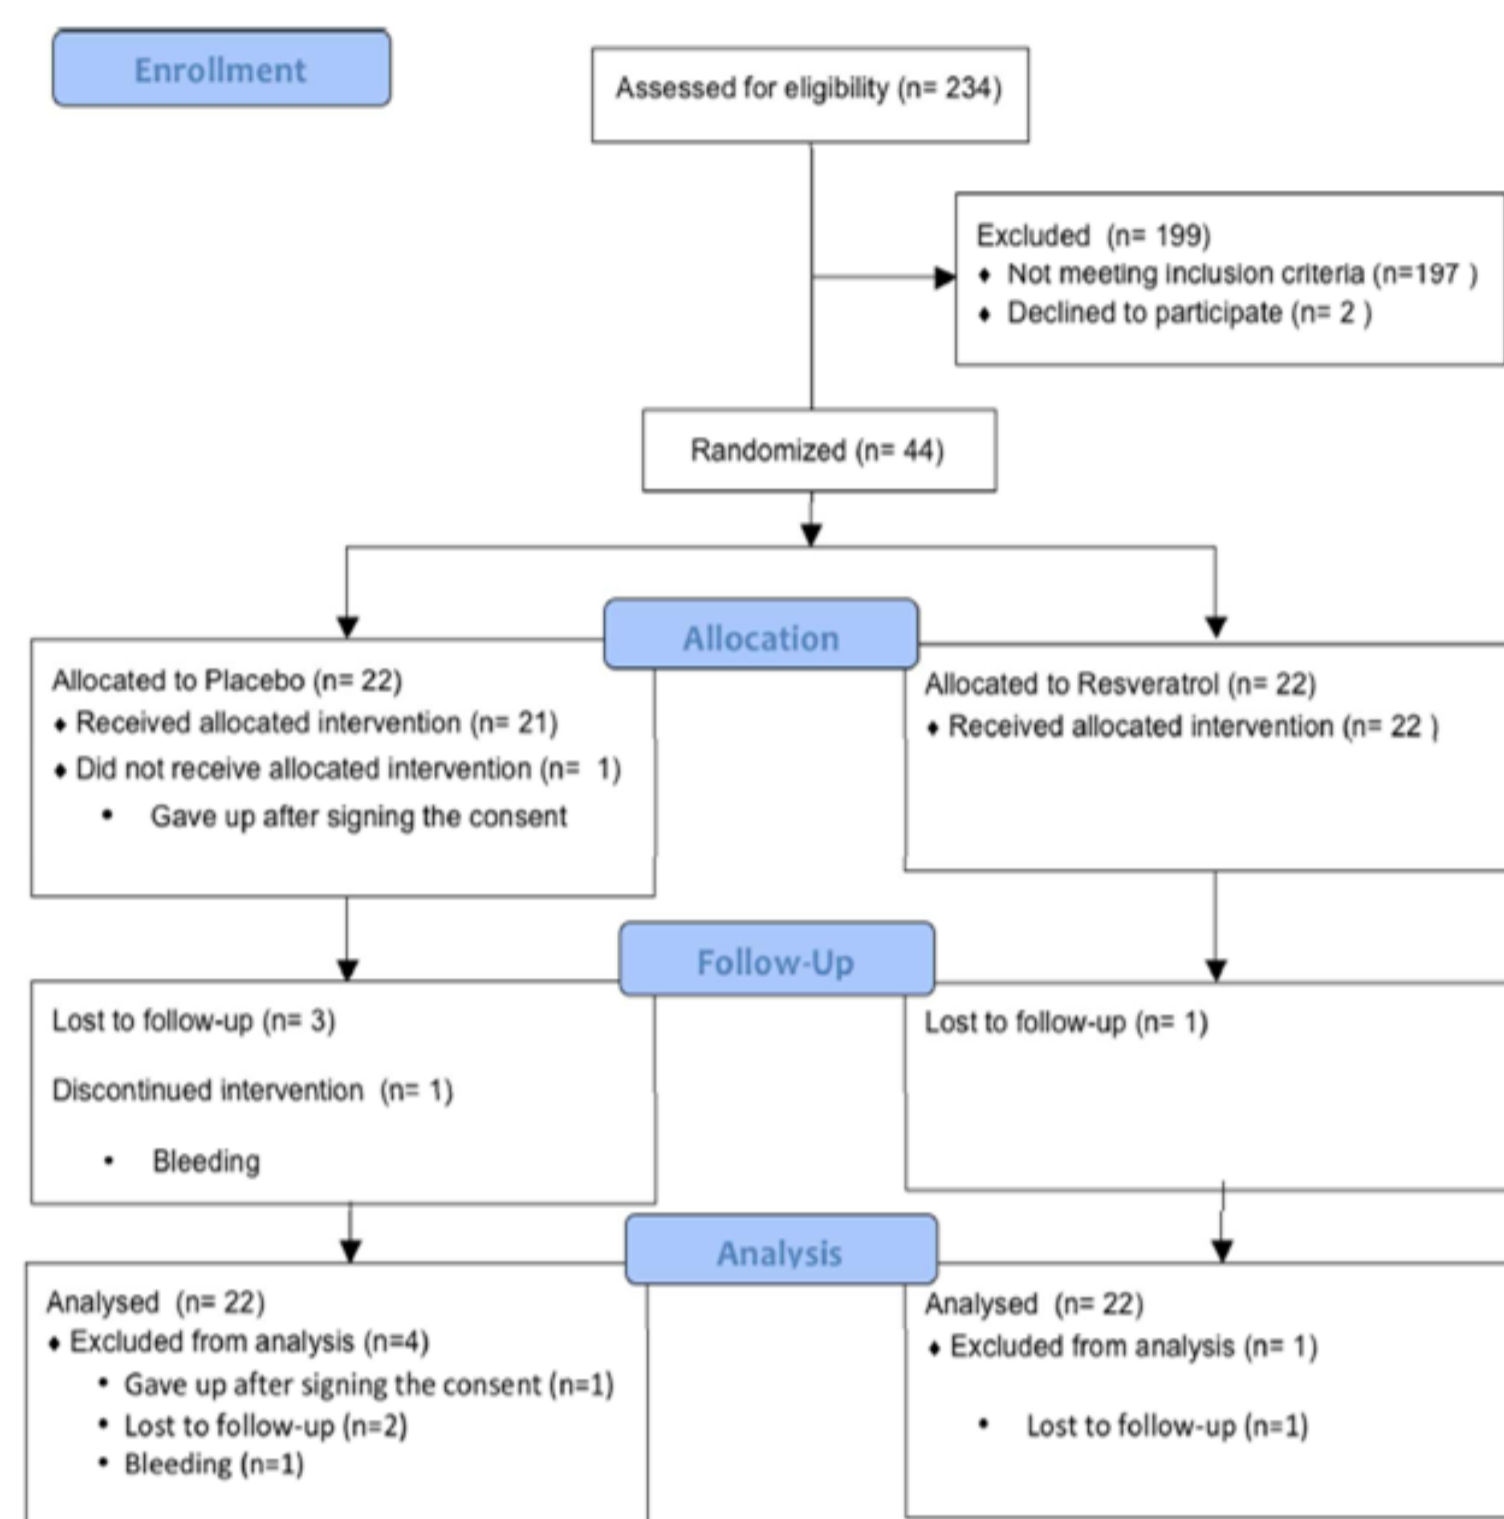 Enrollment
Assessed for eligibility (n= 234)
Excluded (n= 199)
♦ Not meeting inclusion criteria (n=197 )
♦ Declined to participate (n= 2 )
Randomized (n= 44)
Allocation
Allocated to Placebo (n= 22)
♦ Received allocated intervention (n= 21)
♦ Did not receive allocated intervention (n= 1)
• Gave up after signing the consent
Allocated to Resveratrol (n= 22)
♦ Received allocated intervention (n= 22 )
Follow-Up
Lost to follow-up (n= 3)
Discontinued intervention (n= 1)
• Bleeding
Lost to follow-up (n= 1)
Analysis
Analysed (n= 22)
♦ Excluded from analysis (n=4)
• Gave up after signing the consent (n=1)
• Lost to follow-up (n=2)
• Bleeding (n=1)
Analysed (n= 22)
♦ Excluded from analysis (n= 1)
• Lost to follow-up (n=1)